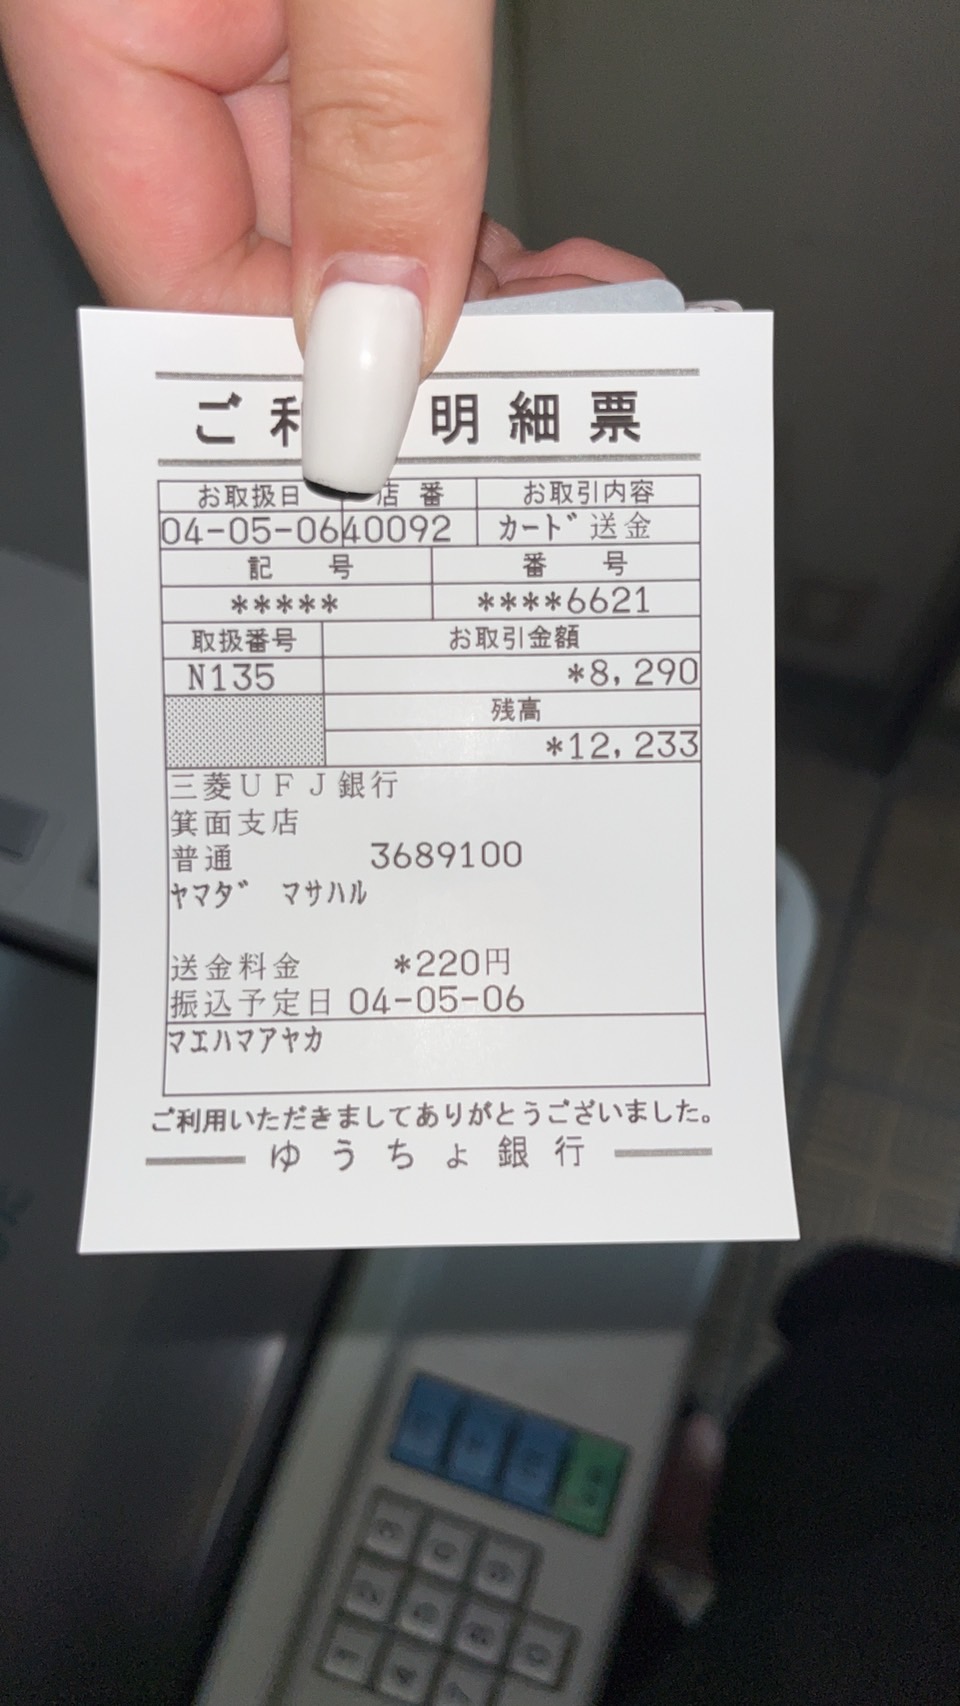 ご利 明細票
お取扱日 店番 お取引内容
04-05-06 40092 カード送金
記 号 番 号
***** ****6621
取扱番号 お取引金額
N135 *8,290
残高
*12,233
三菱UFJ銀行
箕面支店
普通 3689100
ヤマダ マサハル
送金料金 *220円
振込予定日 04-05-06
マエハマアヤカ
ご利用いただきましてありがとうございました。
ゆうちょ銀行